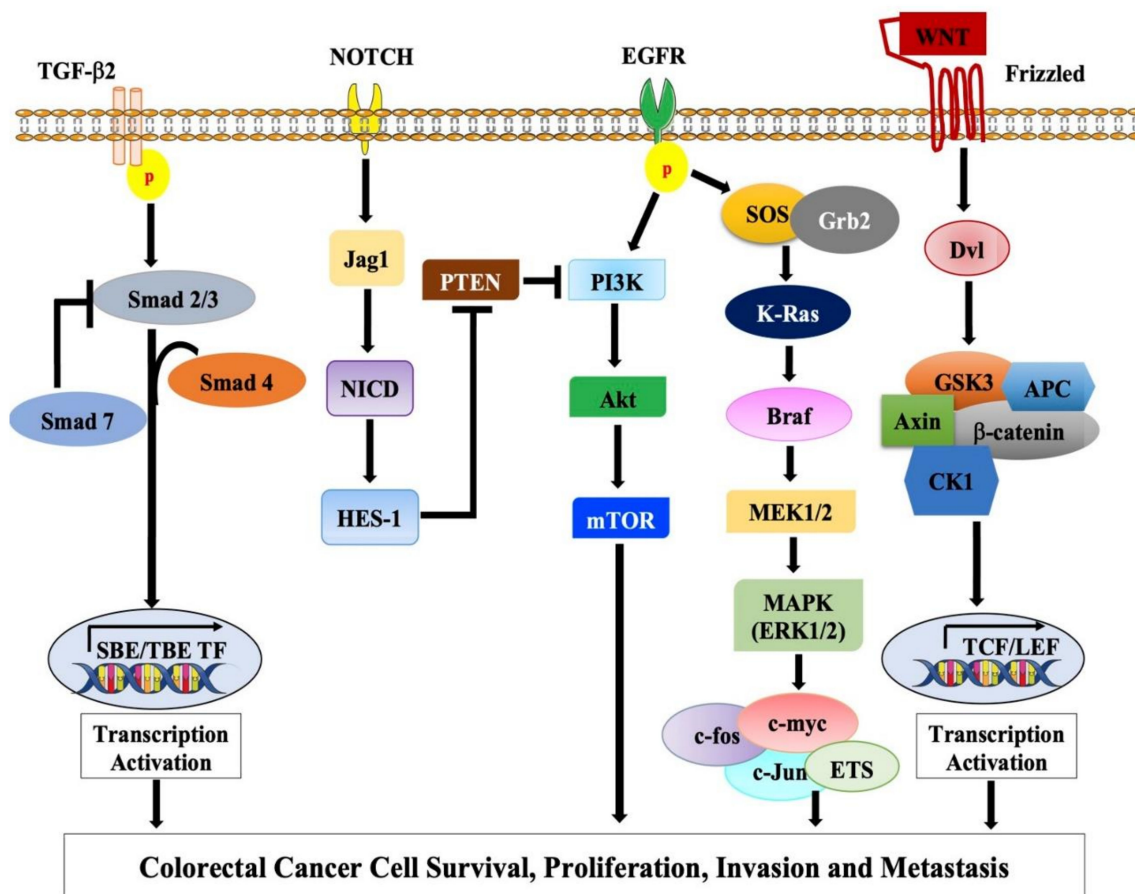 WNT
TGF-β2
NOTCH
EGFR
Frizzled
p
p
SOS
Grb2
Dvl
Jag1
PTEN
PI3K
Smad 2/3
K-Ras
Smad 4
NICD
Akt
Braf
GSK3
APC
Axin
β-catenin
Smad 7
CK1
HES-1
mTOR
MEK1/2
MAPK
(ERK1/2)
SBE/TBE TF
TCF/LEF
c-fos
c-myc
c-Jun
ETS
Transcription
Activation
Transcription
Activation
Colorectal Cancer Cell Survival, Proliferation, Invasion and Metastasis